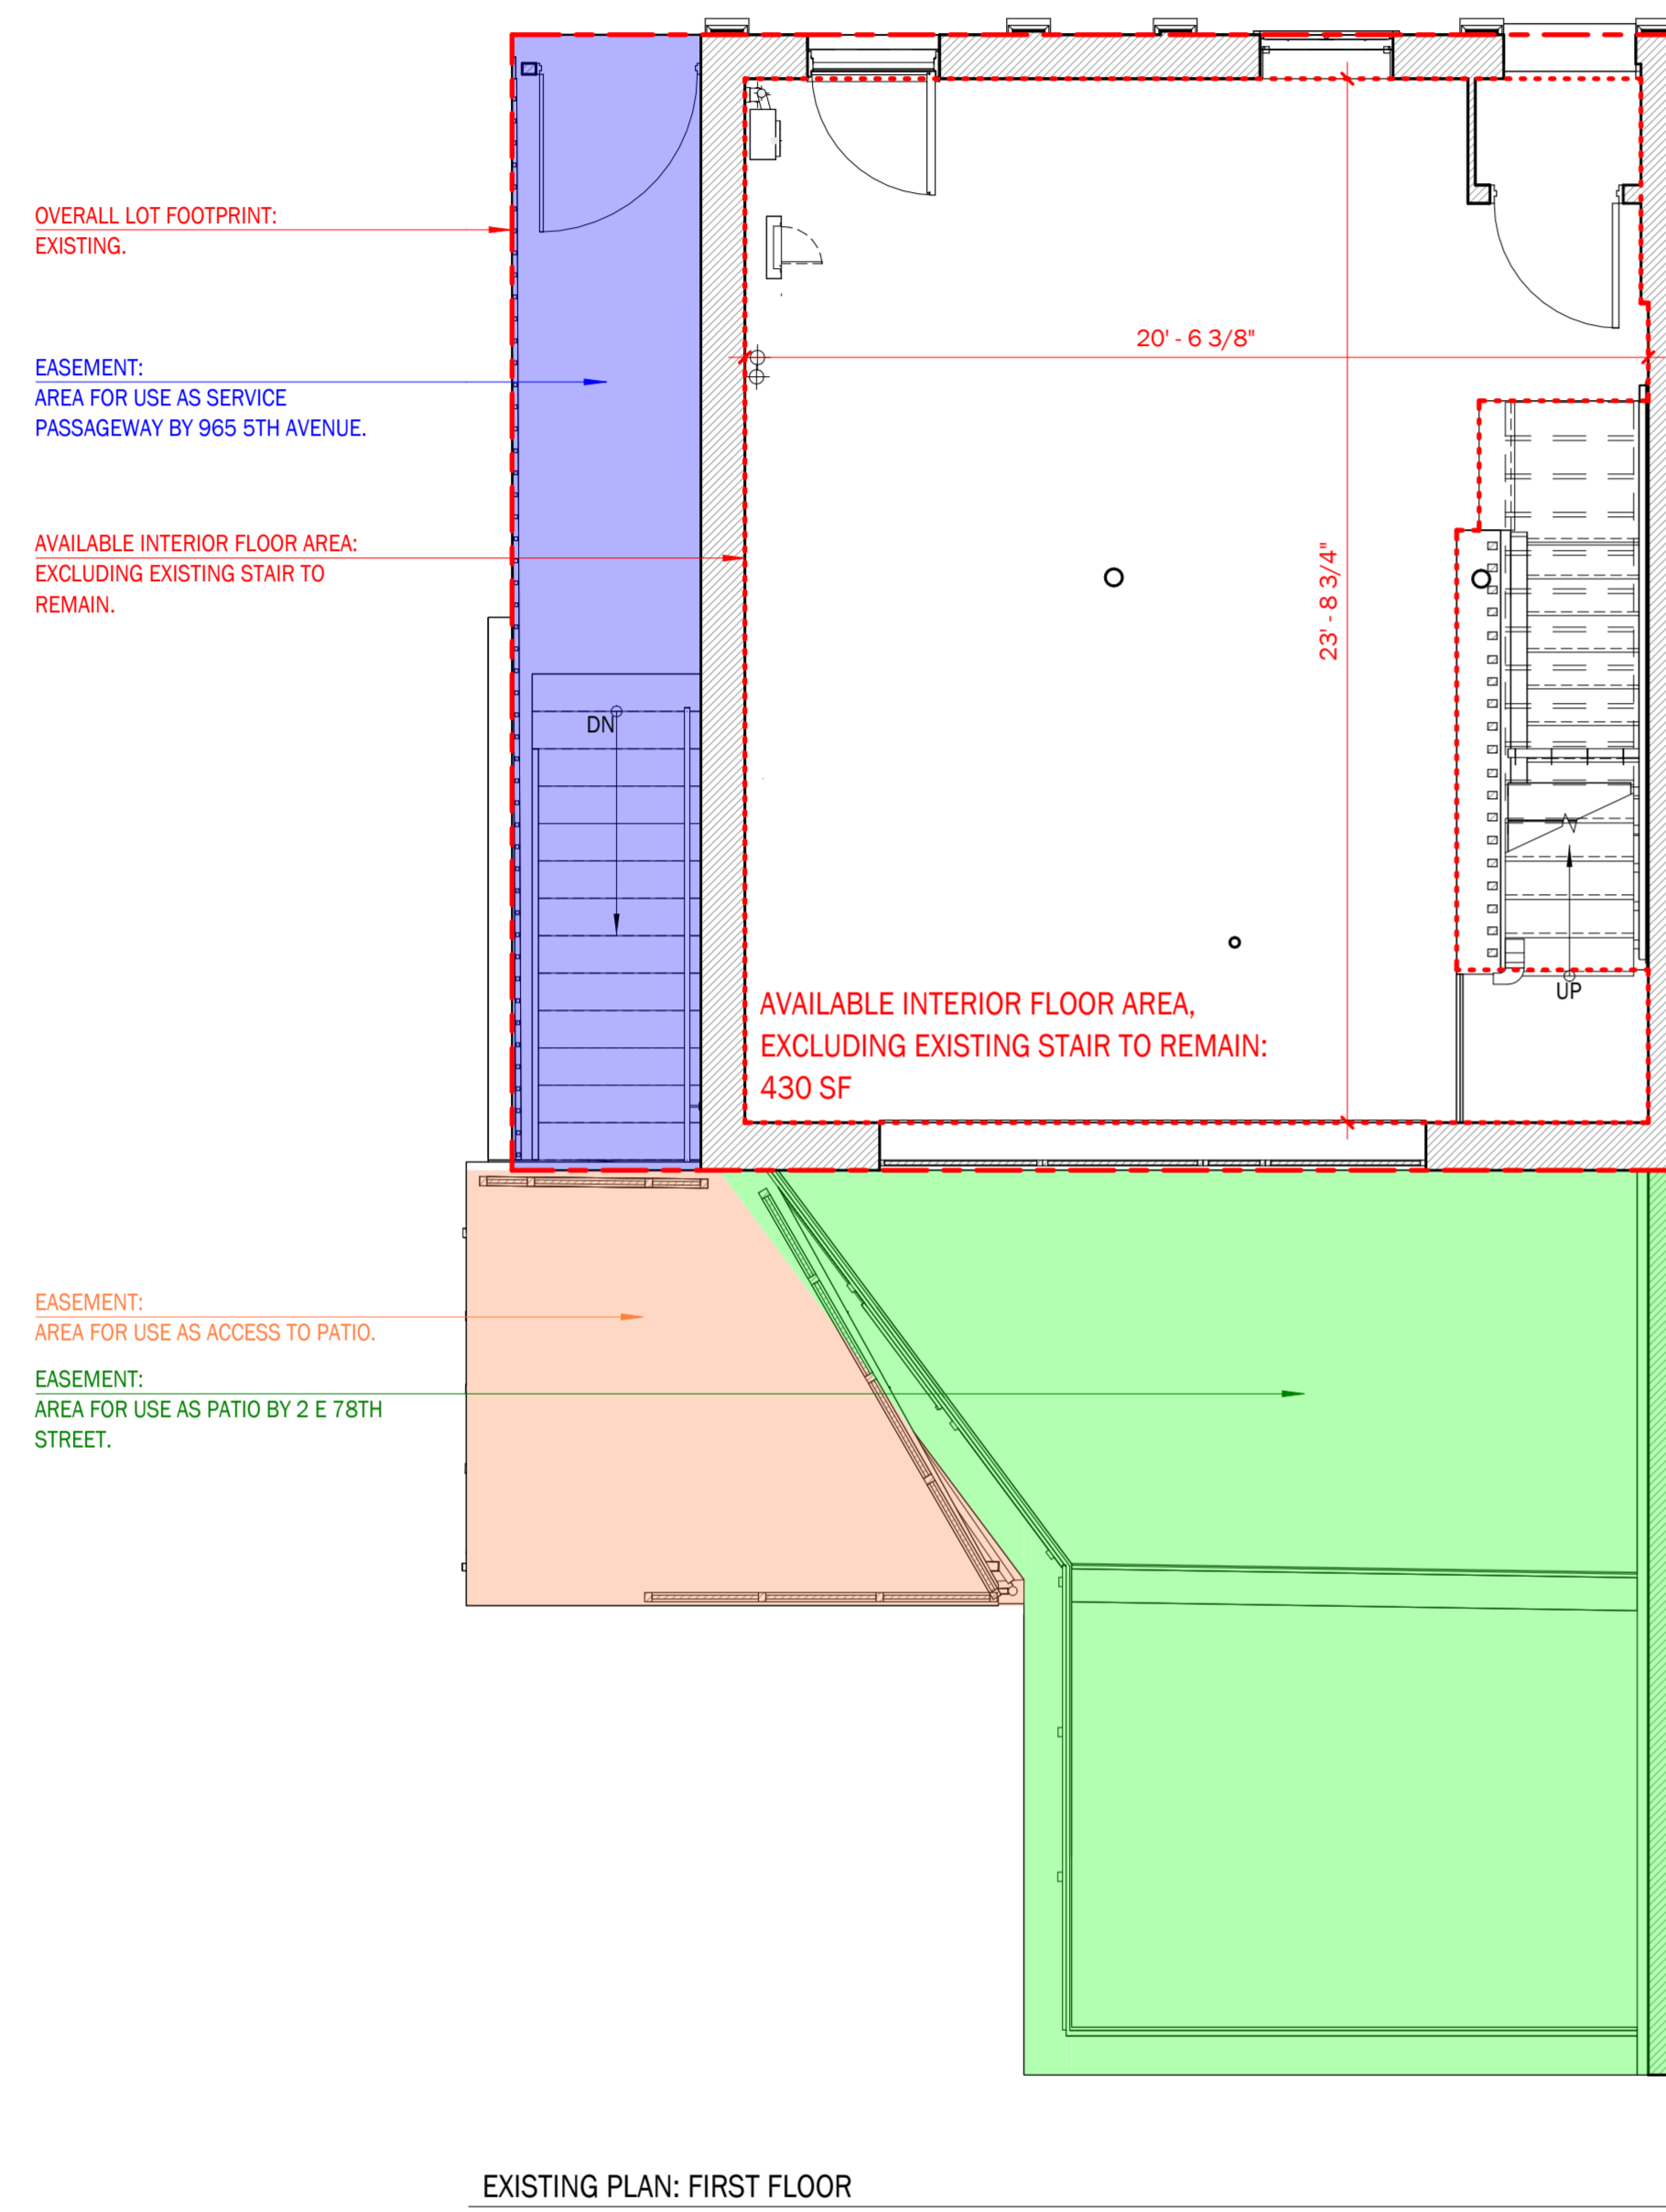 OVERALL LOT FOOTPRINT:
EXISTING.
20' - 6 3/8"
EASEMENT:
AREA FOR USE AS SERVICE
PASSAGEWAY BY 965 5TH AVENUE.
AVAILABLE INTERIOR FLOOR AREA:
EXCLUDING EXISTING STAIR TO
REMAIN.
23' - 8 3/4"
DN
AVAILABLE INTERIOR FLOOR AREA,
EXCLUDING EXISTING STAIR TO REMAIN:
430 SF
UP
EASEMENT:
AREA FOR USE AS ACCESS TO PATIO.
EASEMENT:
AREA FOR USE AS PATIO BY 2 E 78TH
STREET.
EXISTING PLAN: FIRST FLOOR